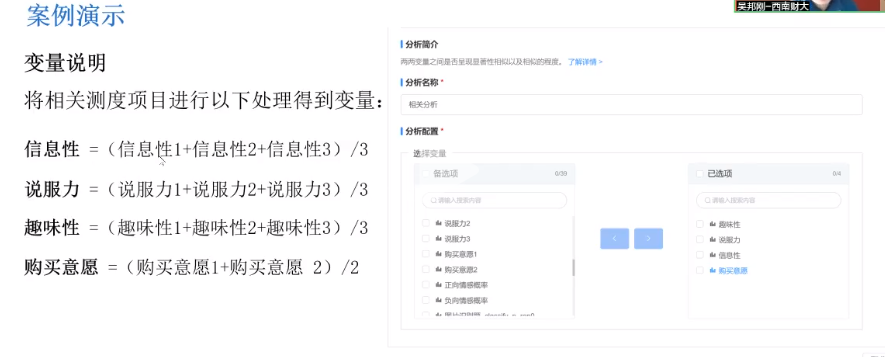 案例演示
吴邦刚-西南财大
变量说明
将相关测度项目进行以下处理得到变量：
信息性 =（信息性1+信息性2+信息性3）/3
说服力 =（说服力1+说服力2+说服力3）/3
趣味性 =（趣味性1+趣味性2+趣味性3）/3
购买意愿 =（购买意愿1+购买意愿 2）/2
分析简介
两两变量之间是否呈现显著性相似以及相似的程度。 了解详情 >
分析名称 *
相关分析
分析配置 *
选择变量
备选项 0/39
请输入搜索内容
说服力2
说服力3
购买意愿1
购买意愿2
正向情感概率
负向情感概率
已选项 0/4
请输入搜索内容
趣味性
说服力
信息性
购买意愿